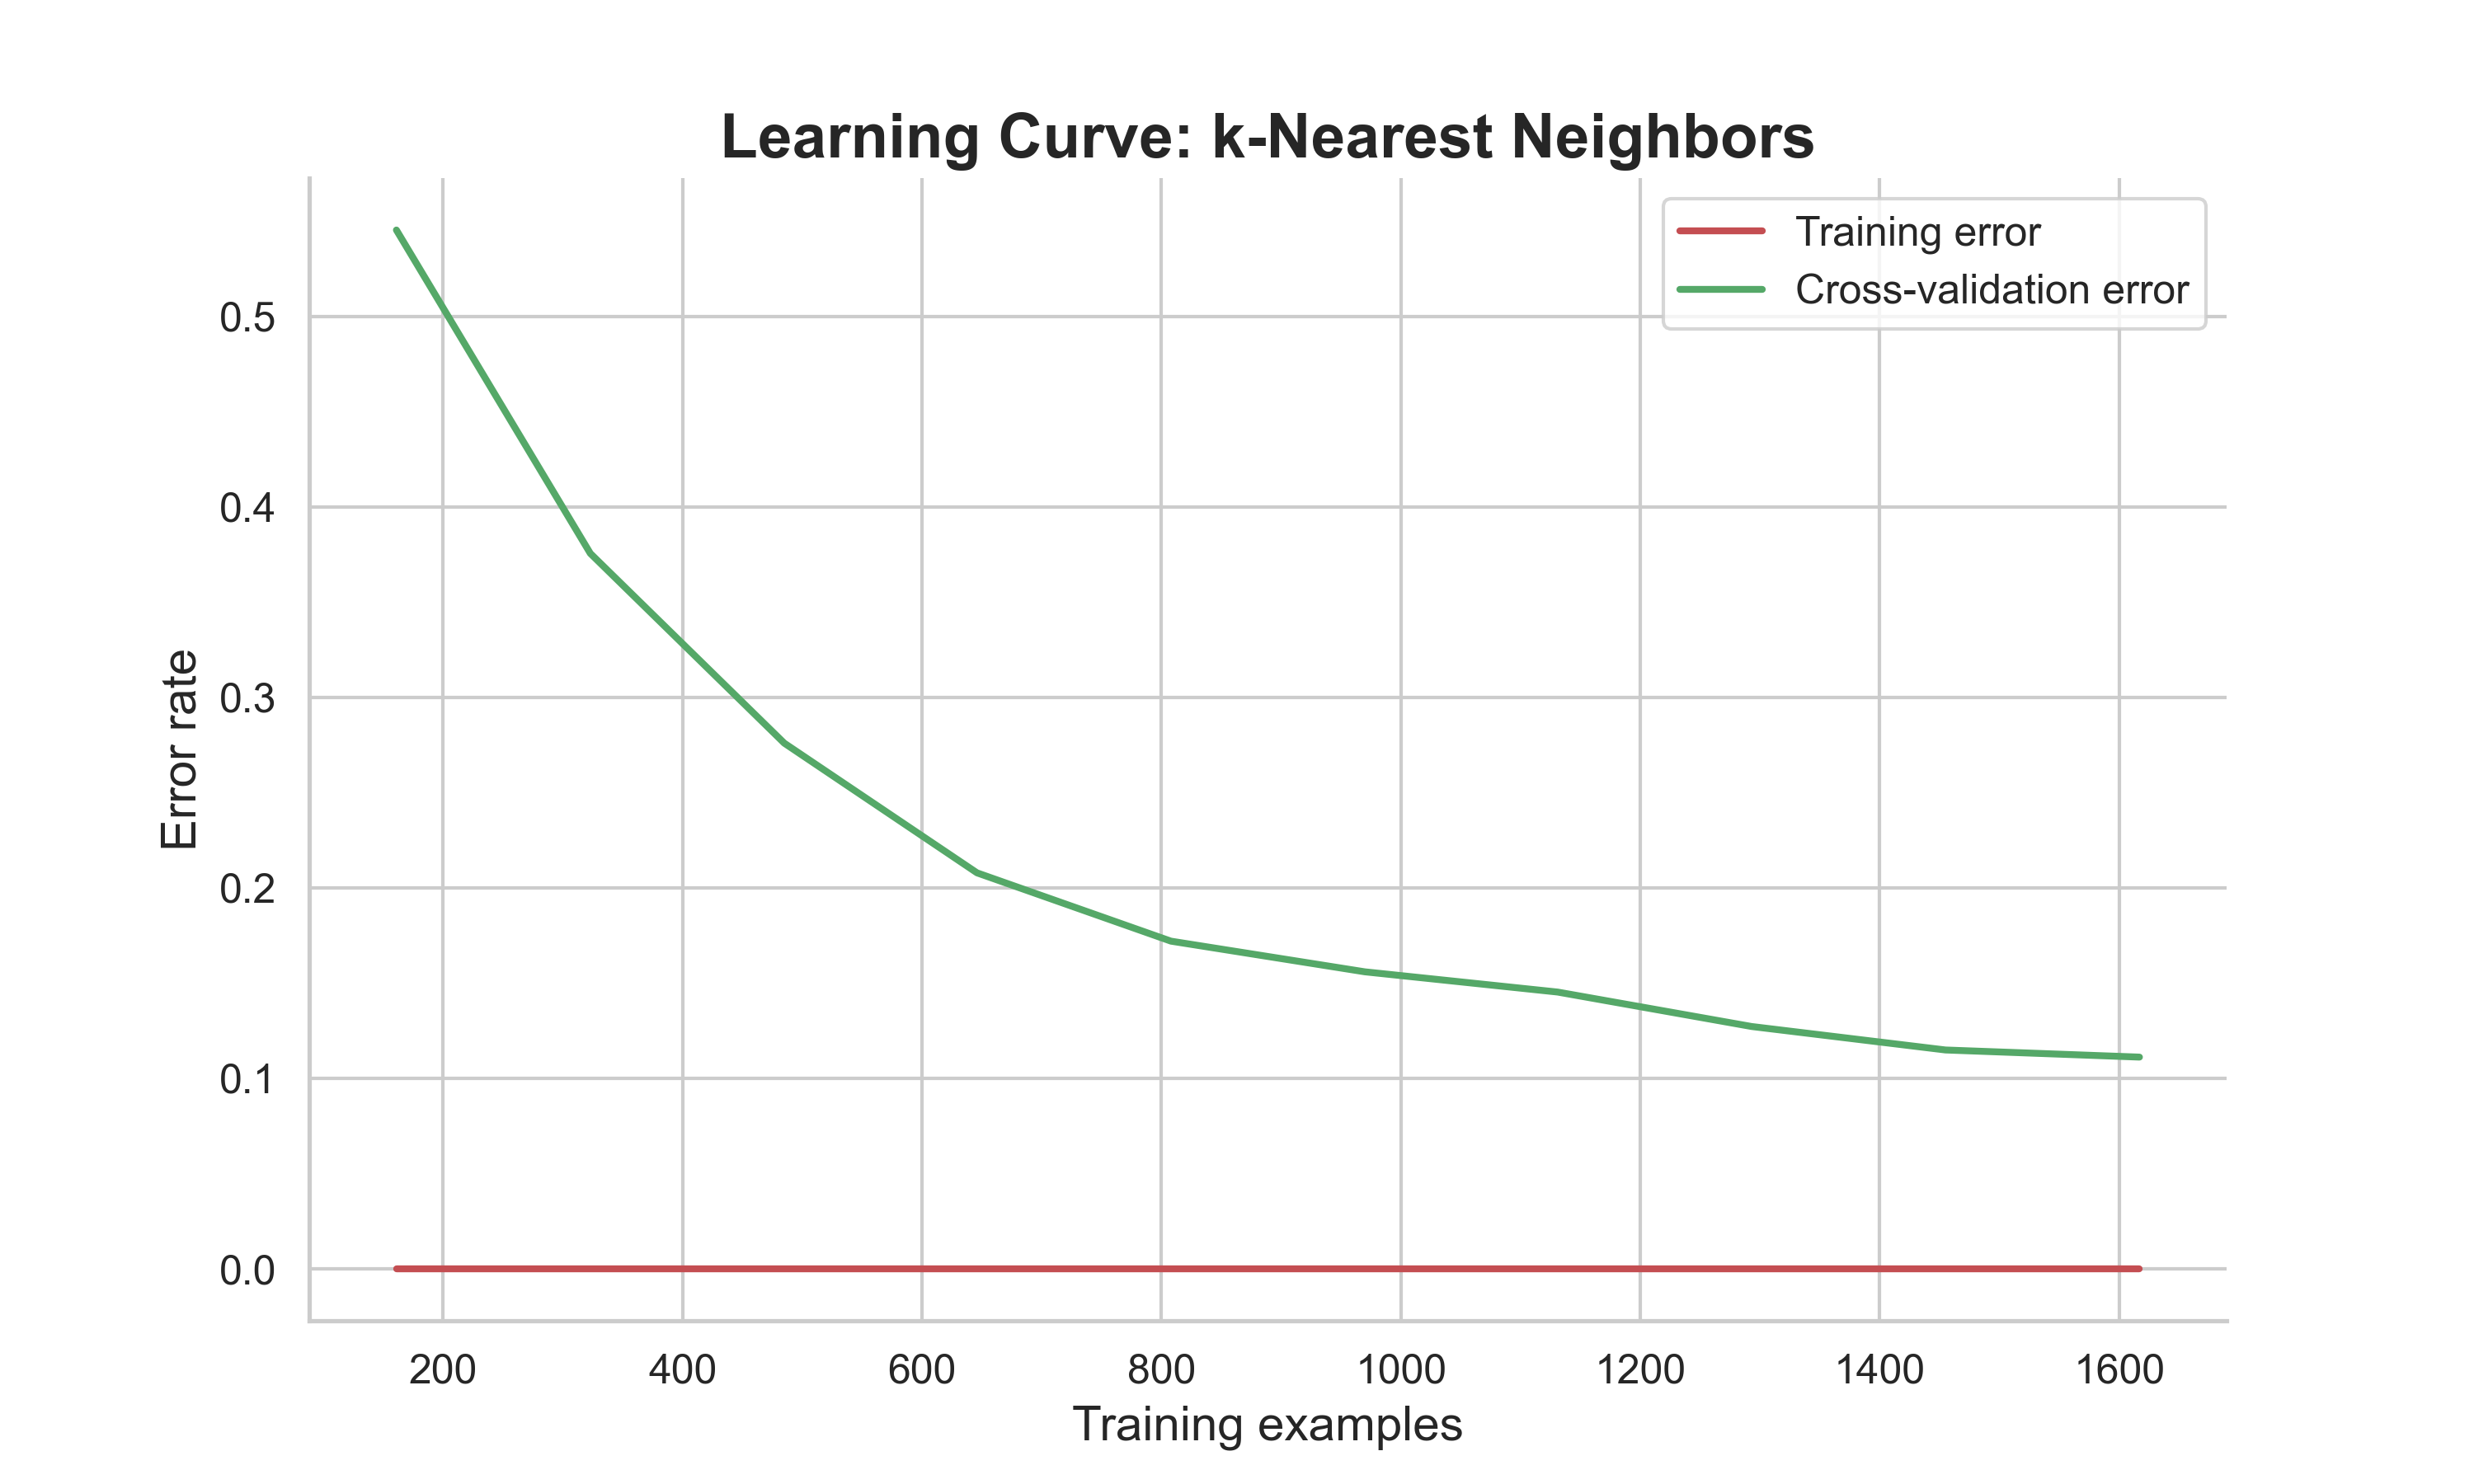 Learning Curve: k-Nearest Neighbors
Training error
Cross-validation error
0.5
0.4
0.3
0.2
0.1
0.0
Error rate
200 400 600 800 1000 1200 1400 1600
Training examples